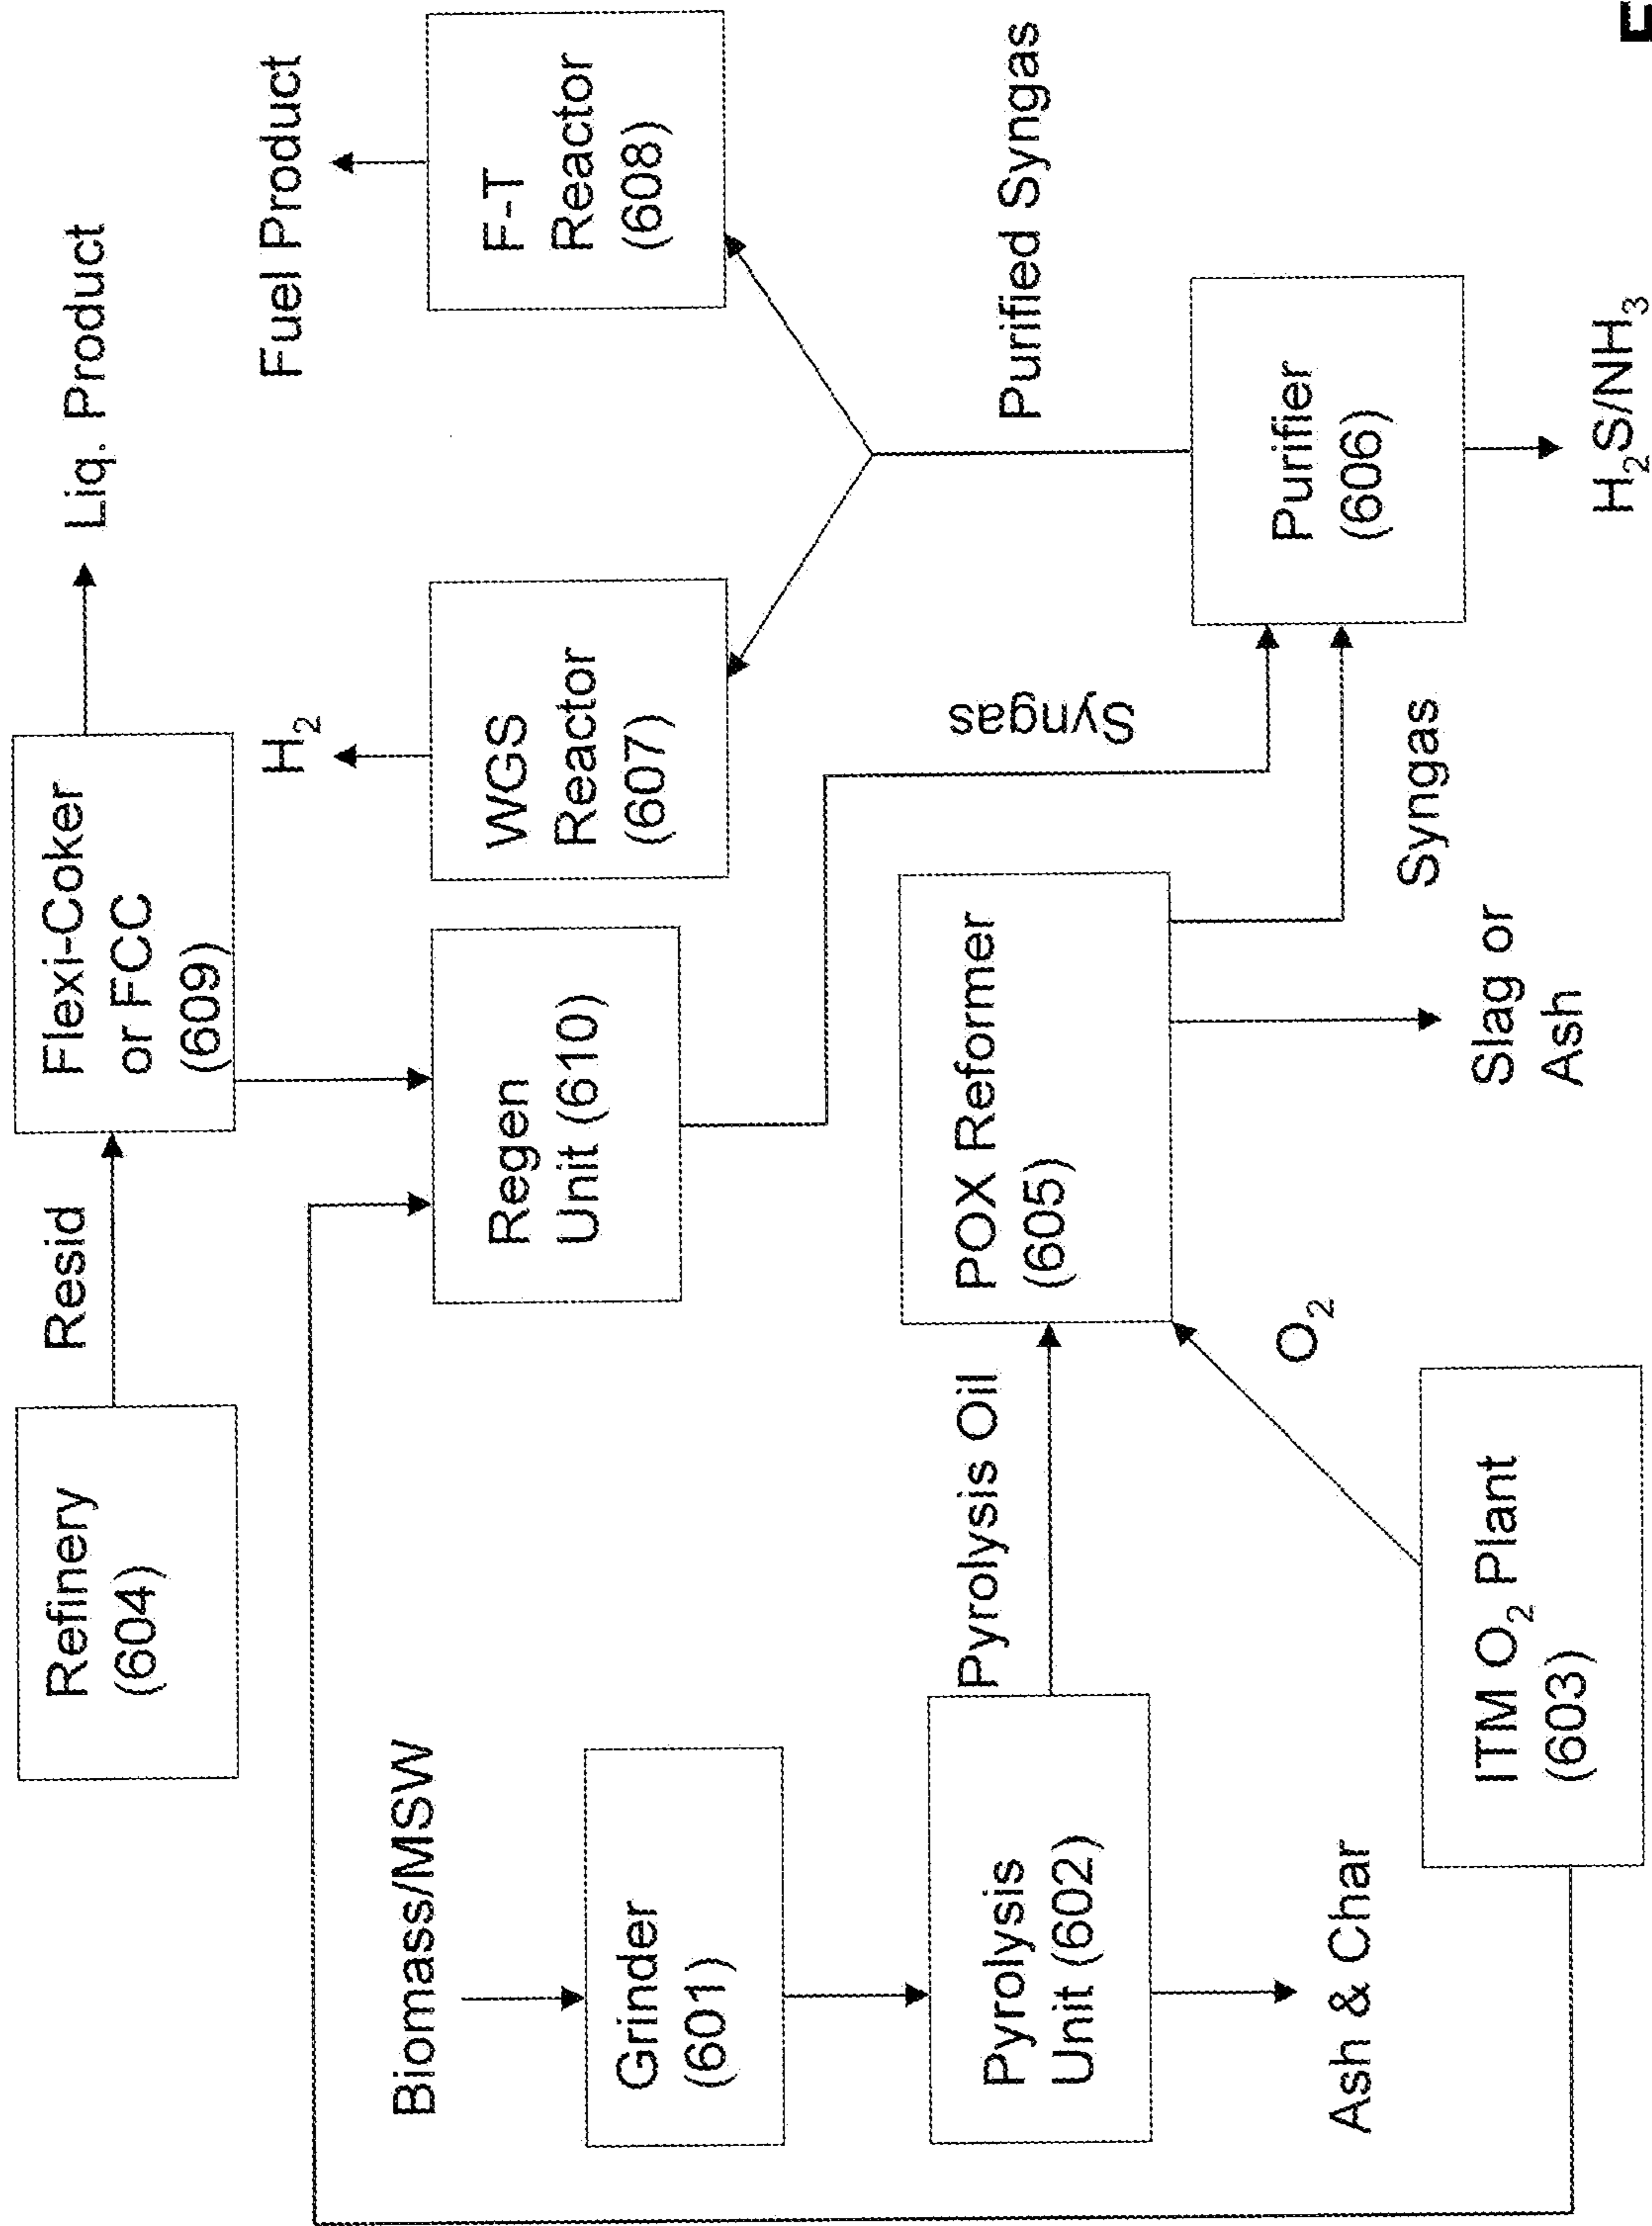 Refinery
(604)
Resid
Flexi-Coker
or FCC
(609)
Liq. Product
Biomass/MSW
Grinder
(601)
Pyrolysis
Unit (602)
Ash & Char
Pyrolysis Oil
ITM O₂ Plant
(603)
O₂
Regen
Unit (610)
POX Reformer
(605)
Slag or
Ash
Syngas
Syngas
H₂
WGS
Reactor
(607)
Fuel Product
F-T
Reactor
(608)
Purified Syngas
Purifier
(606)
H₂S/NH₃